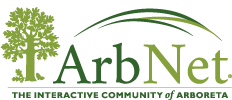 ArbNet®
THE INTERACTIVE COMMUNITY of ARBORETA